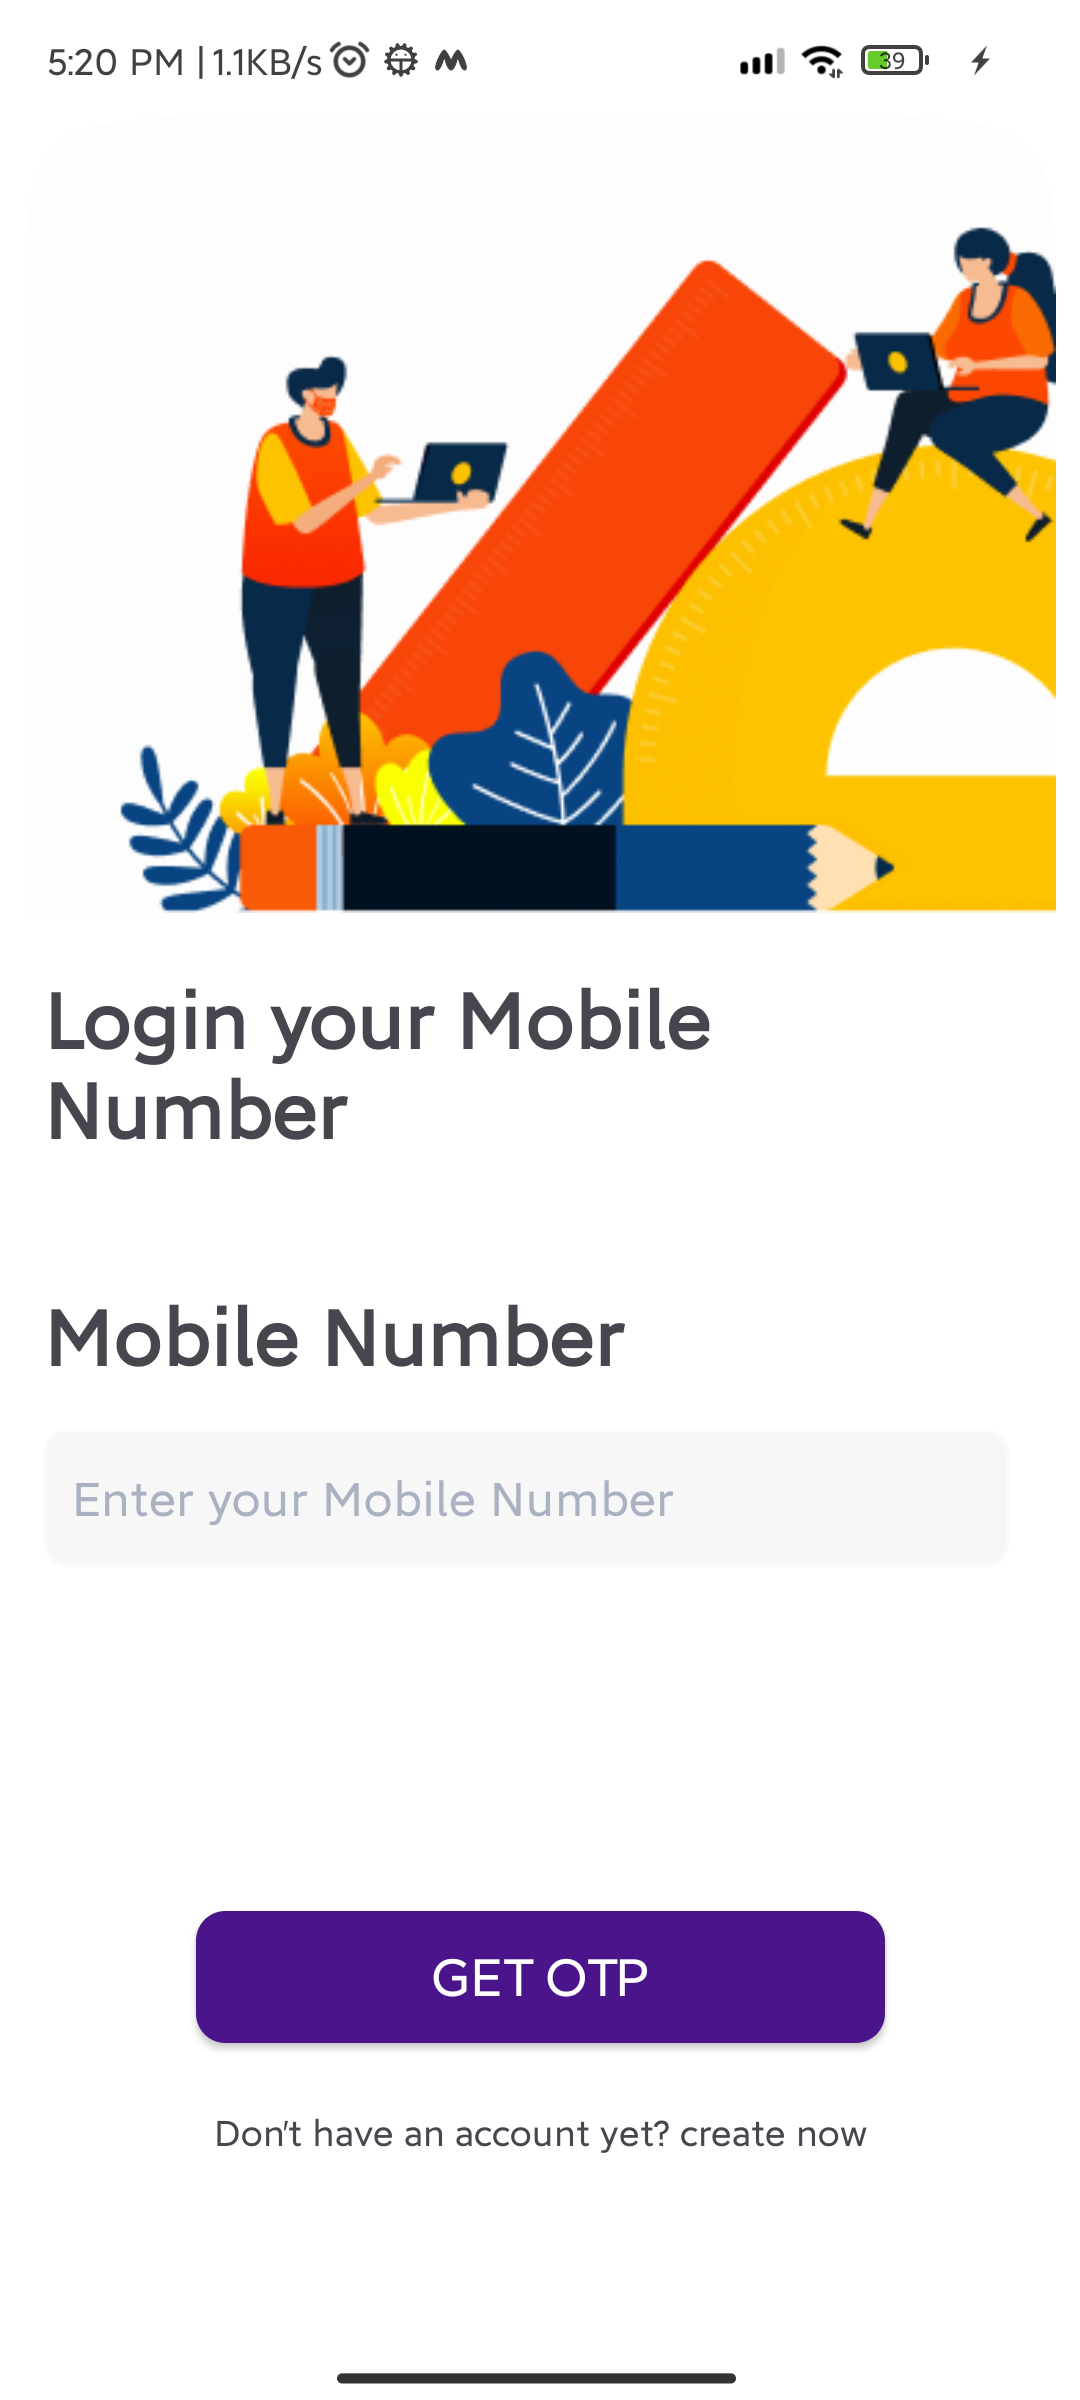 5:20 PM | 1.1KB/s 39
Login your Mobile
Number
Mobile Number
Enter your Mobile Number
GET OTP
Don't have an account yet? create now